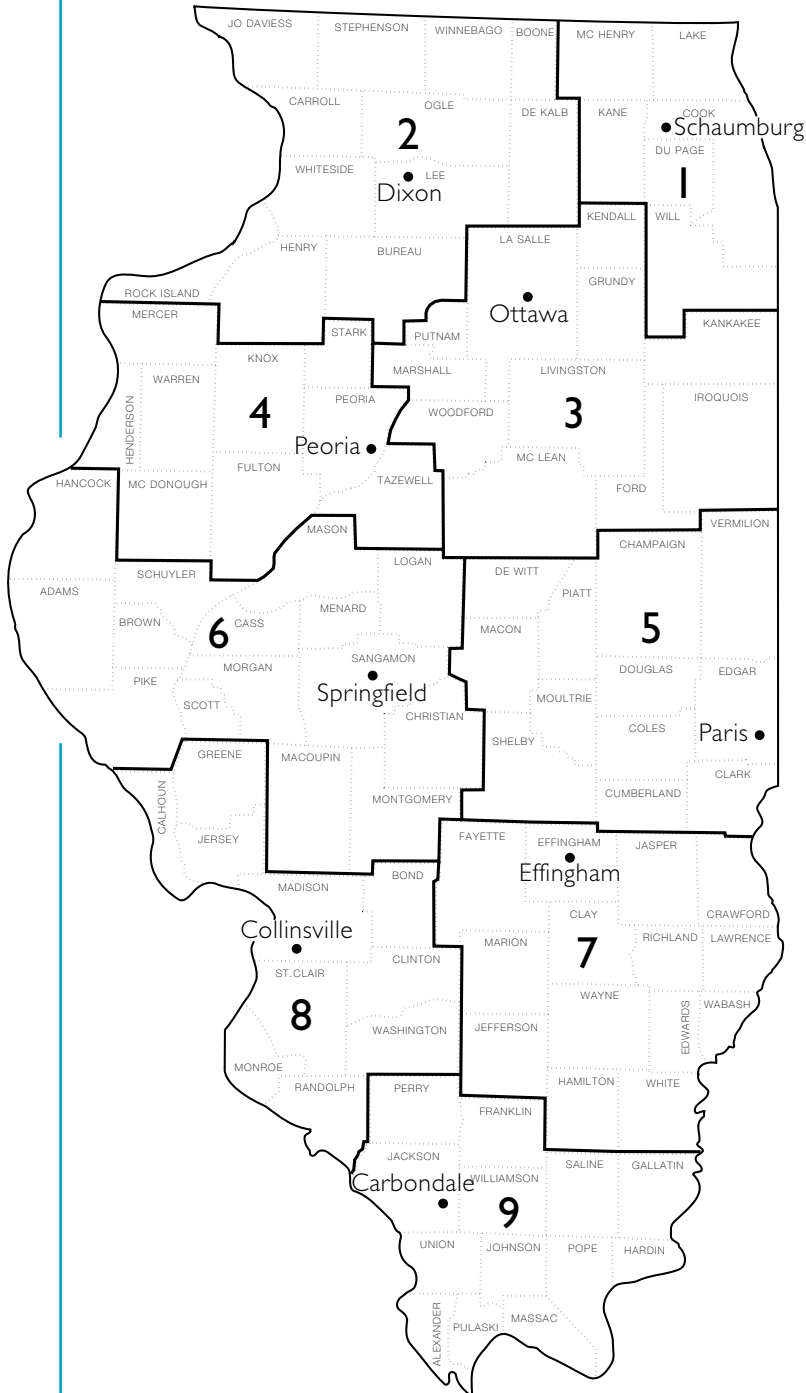 JO DAVIESS
STEPHENSON
WINNEBAGO
BOONE
MC HENRY
LAKE
CARROLL
OGLE
DE KALB
KANE
COOK
2
Schaumburg
DU PAGE
WHITESIDE
LEE
1
Dixon
KENDALL
WILL
HENRY
BUREAU
LA SALLE
GRUNDY
ROCK ISLAND
Ottawa
MERCER
STARK
PUTNAM
KANKAKEE
KNOX
MARSHALL
LIVINGSTON
WARREN
HENDERSON
PEORIA
IROQUOIS
4
WOODFORD
3
Peoria
FULTON
MC LEAN
HANCOCK
MC DONOUGH
TAZEWELL
FORD
MASON
VERMILION
CHAMPAIGN
LOGAN
SCHUYLER
DE WITT
ADAMS
PIATT
MENARD
BROWN
6
CASS
MACON
5
SANGAMON
MORGAN
DOUGLAS
EDGAR
PIKE
Springfield
SCOTT
MOULTRIE
CHRISTIAN
COLES
Paris
SHELBY
GREENE
MACOUPIN
CLARK
CALHOUN
MONTGOMERY
CUMBERLAND
JERSEY
FAYETTE
EFFINGHAM
JASPER
Effingham
BOND
MADISON
CLAY
CRAWFORD
Collinsville
MARION
RICHLAND
LAWRENCE
7
CLINTON
ST.CLAIR
WAYNE
WABASH
8
EDWARDS
WASHINGTON
JEFFERSON
MONROE
RANDOLPH
PERRY
HAMILTON
WHITE
FRANKLIN
JACKSON
SALINE
GALLATIN
Carbondale
WILLIAMSON
9
UNION
JOHNSON
POPE
HARDIN
ALEXANDER
PULASKI
MASSAC